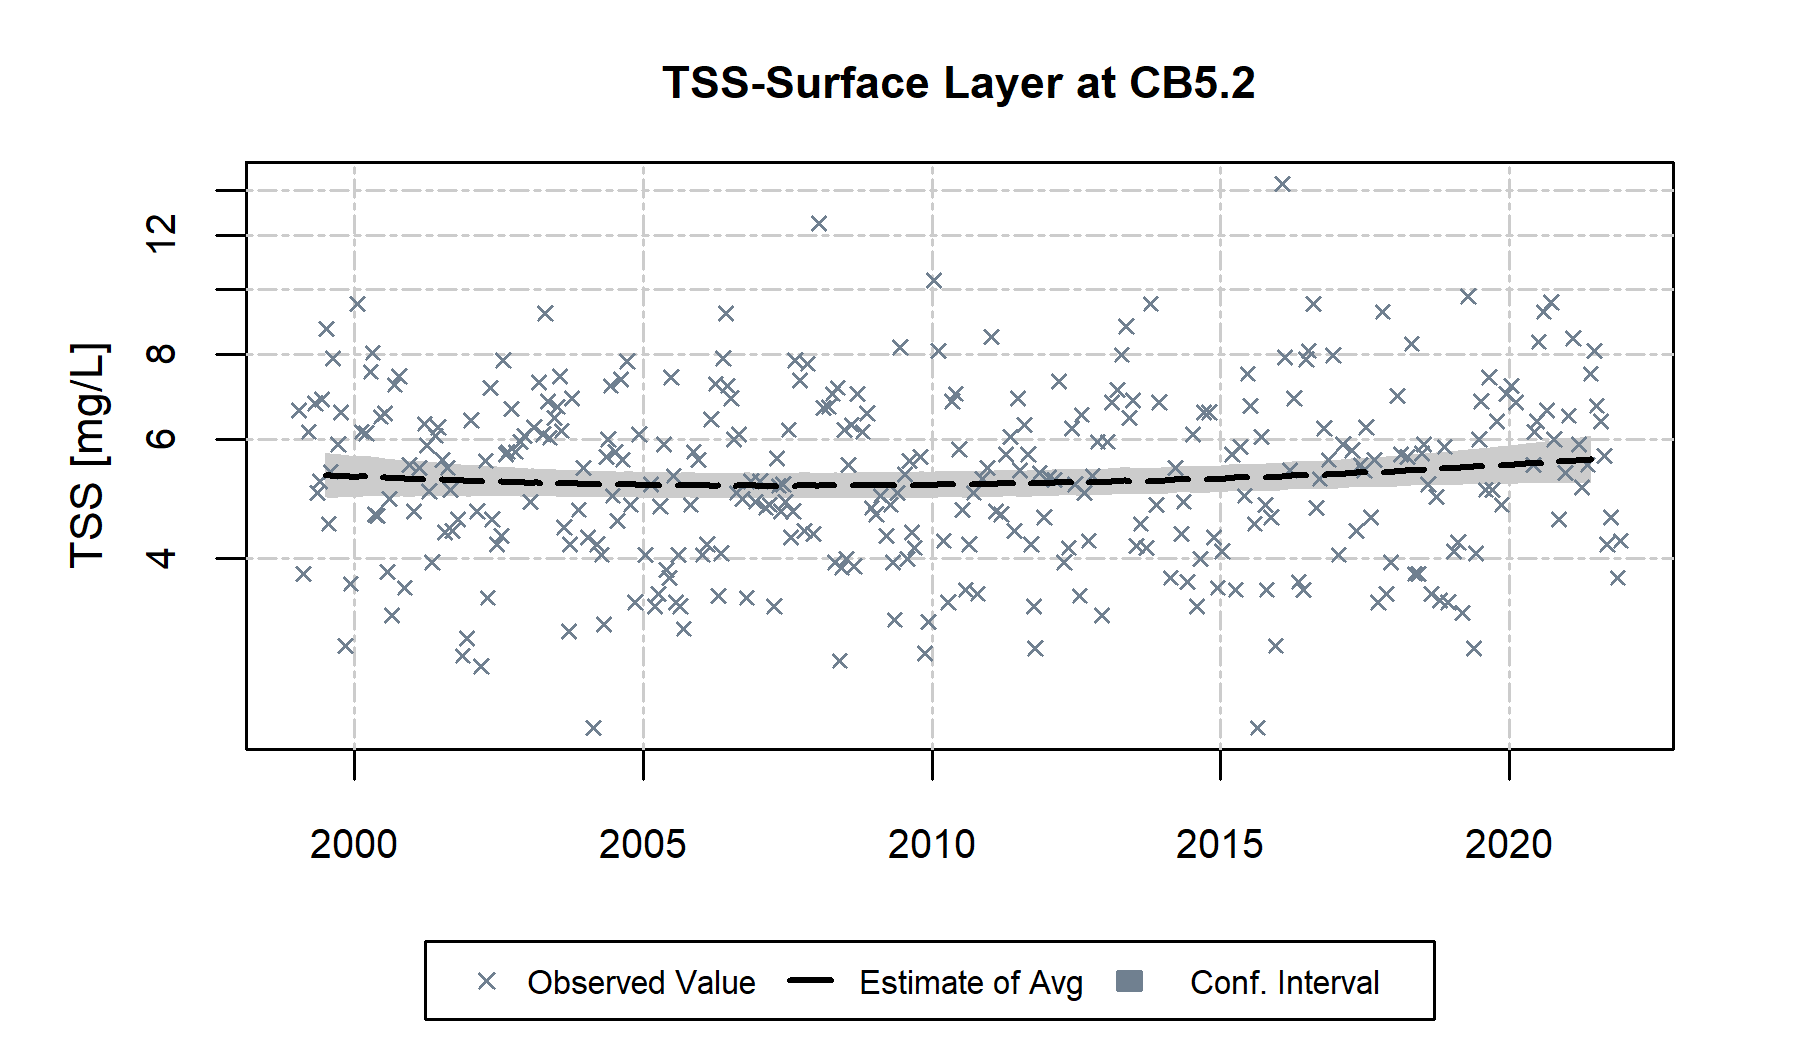 TSS-Surface Layer at CB5.2
TSS [mg/L]
12
8
6
4
2000 2005 2010 2015 2020
Observed Value Estimate of Avg Conf. Interval